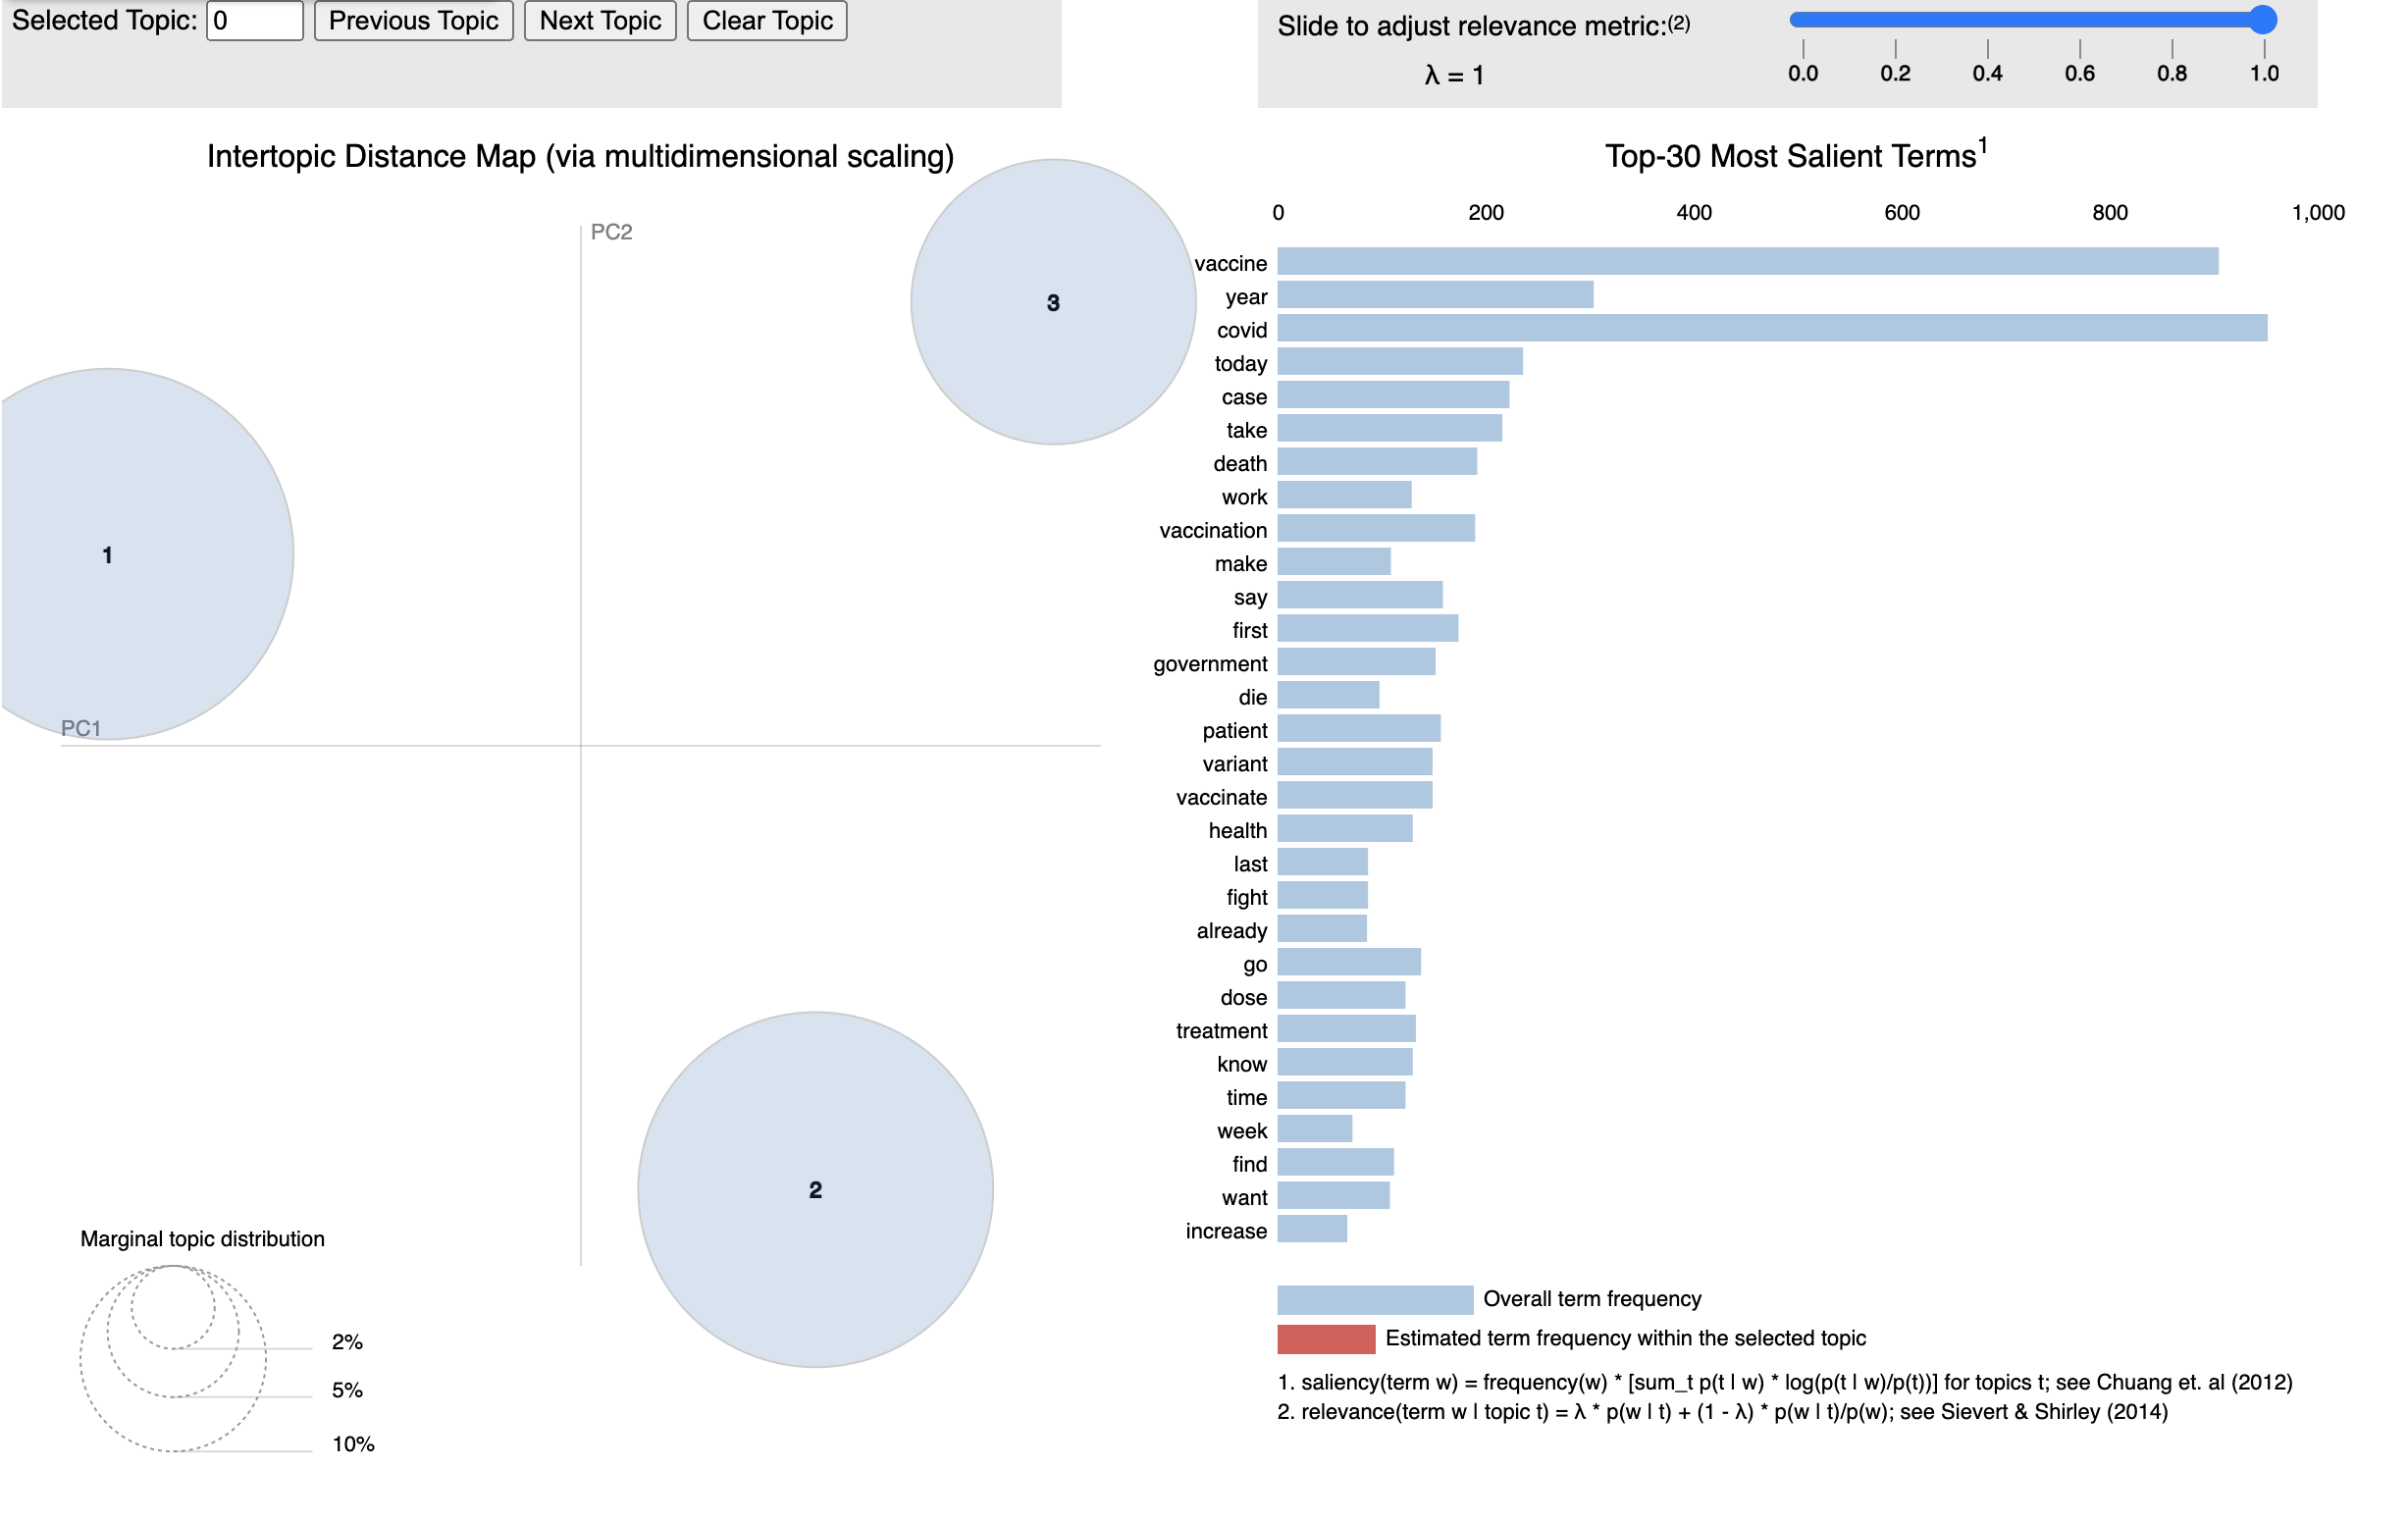 Selected Topic: 0 Previous Topic Next Topic Clear Topic
Slide to adjust relevance metric:(2)
λ = 1
0.0 0.2 0.4 0.6 0.8 1.0
Intertopic Distance Map (via multidimensional scaling)
PC2
3
1
PC1
2
Marginal topic distribution
2%
5%
10%
Top-30 Most Salient Terms1
0 200 400 600 800 1,000
vaccine
year
covid
today
case
take
death
work
vaccination
make
say
first
government
die
patient
variant
vaccinate
health
last
fight
already
go
dose
treatment
know
time
week
find
want
increase
Overall term frequency
Estimated term frequency within the selected topic
1. saliency(term w) = frequency(w) * [sum_t p(t | w) * log(p(t | w)/p(t))] for topics t; see Chuang et. al (2012)
2. relevance(term w | topic t) = λ * p(w | t) + (1 - λ) * p(w | t)/p(w); see Sievert & Shirley (2014)